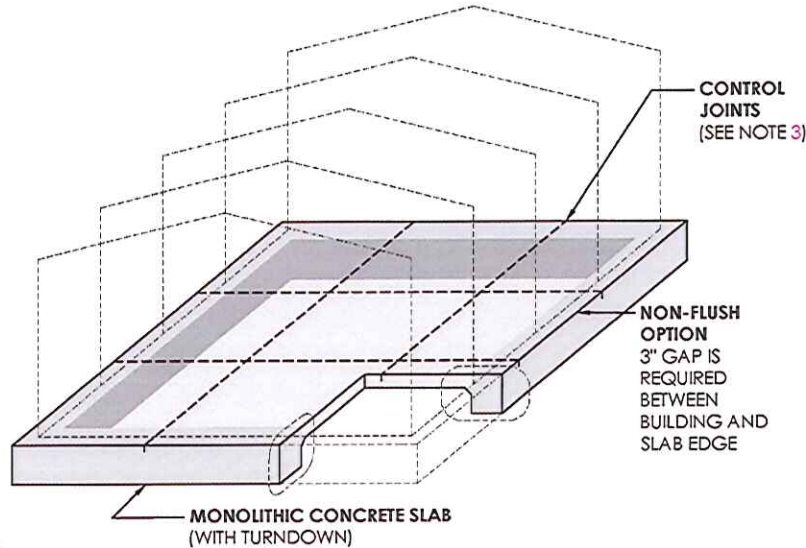 CONTROL
JOINTS
(SEE NOTE 3)
NON-FLUSH
OPTION
3" GAP IS
REQUIRED
BETWEEN
BUILDING AND
SLAB EDGE
MONOLITHIC CONCRETE SLAB
(WITH TURNDOWN)